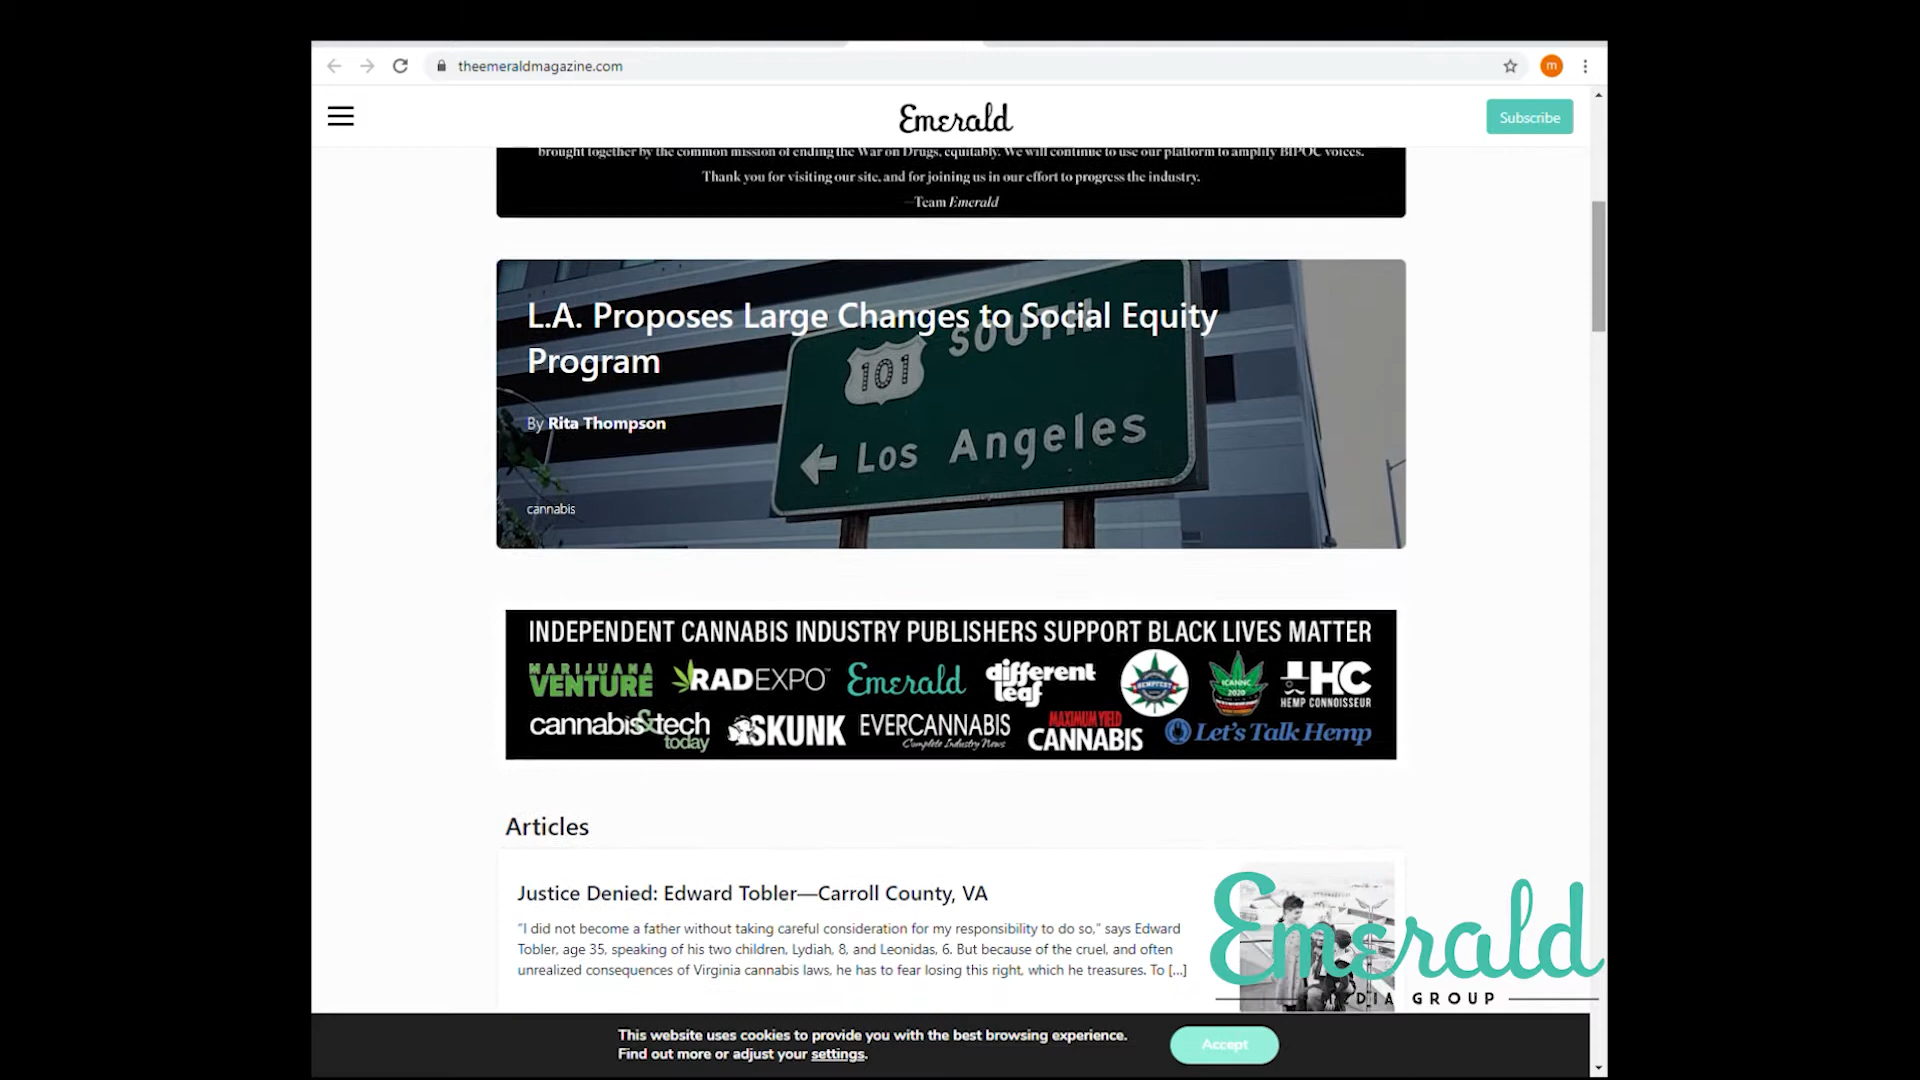 theemeraldmagazine.com
m
Emerald
Subscribe
brought together by the common mission of ending the War on Drugs, equitably. We will continue to use our platform to amplify BIPOC voices.
Thank you for visiting our site, and for joining us in our effort to progress the industry.
—Team Emerald
L.A. Proposes Large Changes to Social Equity
Program
By Rita Thompson
cannabis
SOUTH
101
Los Angeles
INDEPENDENT CANNABIS INDUSTRY PUBLISHERS SUPPORT BLACK LIVES MATTER
MARIJUANA
VENTURE
RADEXPO™
Emerald
different
leaf
HEMPFEST
ICANNC
2020
HC
HEMP CONNOISSEUR
cannabis&tech
today
SKUNK
EVERCANNABIS
Complete Industry News
MAXIMUM YIELD
CANNABIS
Let's Talk Hemp
Articles
Justice Denied: Edward Tobler—Carroll County, VA
“I did not become a father without taking careful consideration for my responsibility to do so,” says Edward
Tobler, age 35, speaking of his two children, Lydiah, 8, and Leonidas, 6. But because of the cruel, and often
unrealized consequences of Virginia cannabis laws, he has to fear losing this right, which he treasures. To [...]
Emerald
MEDIA GROUP
This website uses cookies to provide you with the best browsing experience.
Find out more or adjust your settings.
Accept